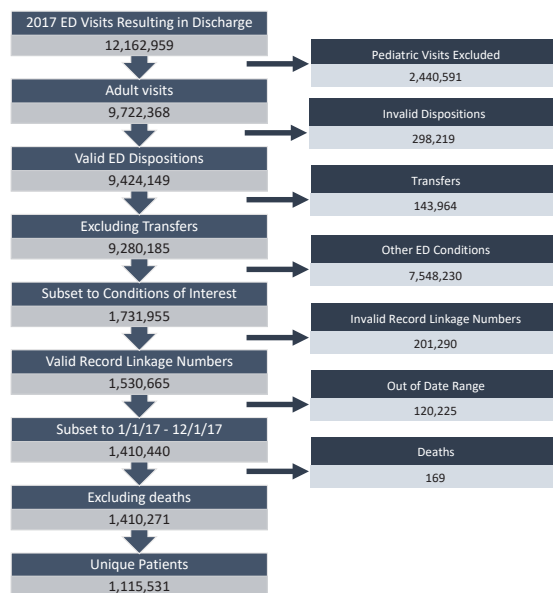 2017 ED Visits Resulting in Discharge
12,162,959
Pediatric Visits Excluded
2,440,591
Adult visits
9,722,368
Invalid Dispositions
298,219
Valid ED Dispositions
9,424,149
Transfers
143,964
Excluding Transfers
9,280,185
Other ED Conditions
7,548,230
Subset to Conditions of Interest
1,731,955
Invalid Record Linkage Numbers
201,290
Valid Record Linkage Numbers
1,530,665
Out of Date Range
120,225
Subset to 1/1/17 - 12/1/17
1,410,440
Deaths
169
Excluding deaths
1,410,271
Unique Patients
1,115,531